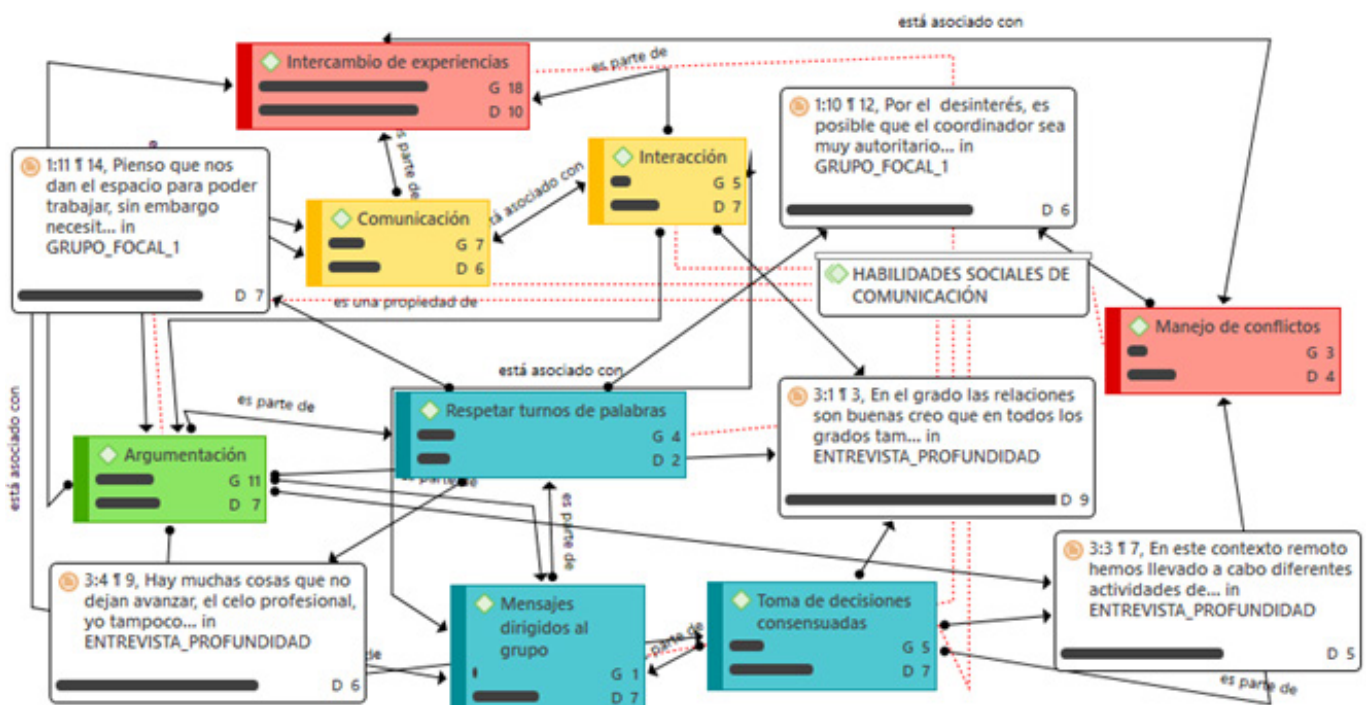 está asociado con
Intercambio de experiencias
G 18
D 10
es parte de
1:10 ¶ 12, Por el desinterés, es
posible que el coordinador sea
muy autoritario... in
GRUPO_FOCAL_1
D 6
1:11 ¶ 14, Pienso que nos
dan el espacio para poder
trabajar, sin embargo
necesit... in
GRUPO_FOCAL_1
D 7
es parte de
Interacción
G 5
D 7
Comunicación
G 7
D 6
tá asociado con
HABILIDADES SOCIALES DE
COMUNICACIÓN
es una propiedad de
Manejo de conflictos
G 3
D 4
está asociado con
es parte de
Respetar turnos de palabras
G 4
D 2
3:1 ¶ 3, En el grado las relaciones
son buenas creo que en todos los
grados tam... in
ENTREVISTA_PROFUNDIDAD
D 9
está asociado con
Argumentación
G 11
D 7
es parte de
es parte de
3:4 ¶ 9, Hay muchas cosas que no
dejan avanzar, el celo profesional,
yo tampoco... in
ENTREVISTA_PROFUNDIDAD
D 6
de
Mensajes
dirigidos al
grupo
G 1
D 7
parte de
Toma de decisiones
consensuadas
G 5
D 7
3:3 ¶ 7, En este contexto remoto
hemos llevado a cabo diferentes
actividades de... in
ENTREVISTA_PROFUNDIDAD
D 5
es parte de